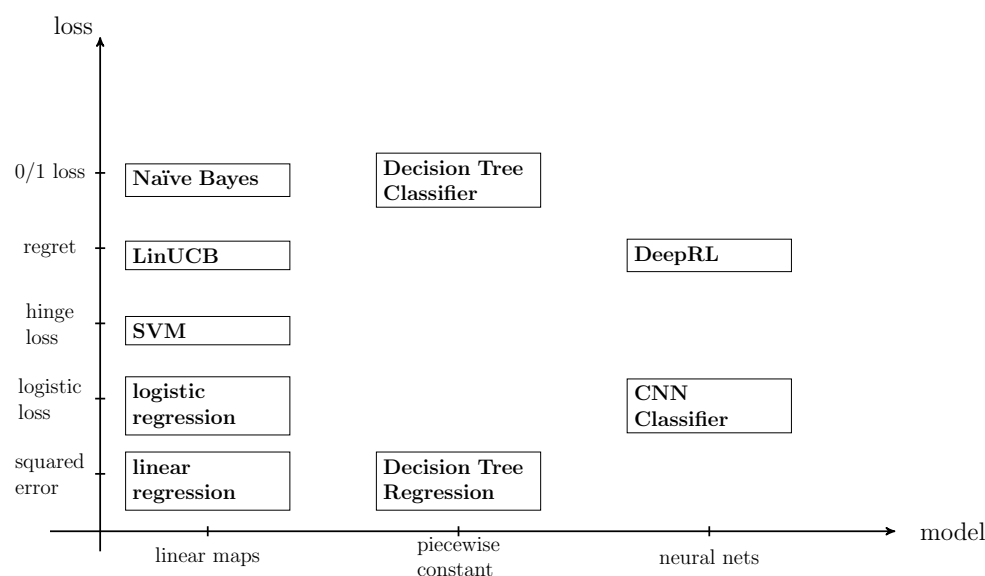 loss
0/1 loss
Naïve Bayes
Decision Tree
Classifier
regret
LinUCB
DeepRL
hinge
loss
SVM
logistic
loss
logistic
regression
CNN
Classifier
squared
error
linear
regression
Decision Tree
Regression
model
linear maps
piecewise
constant
neural nets